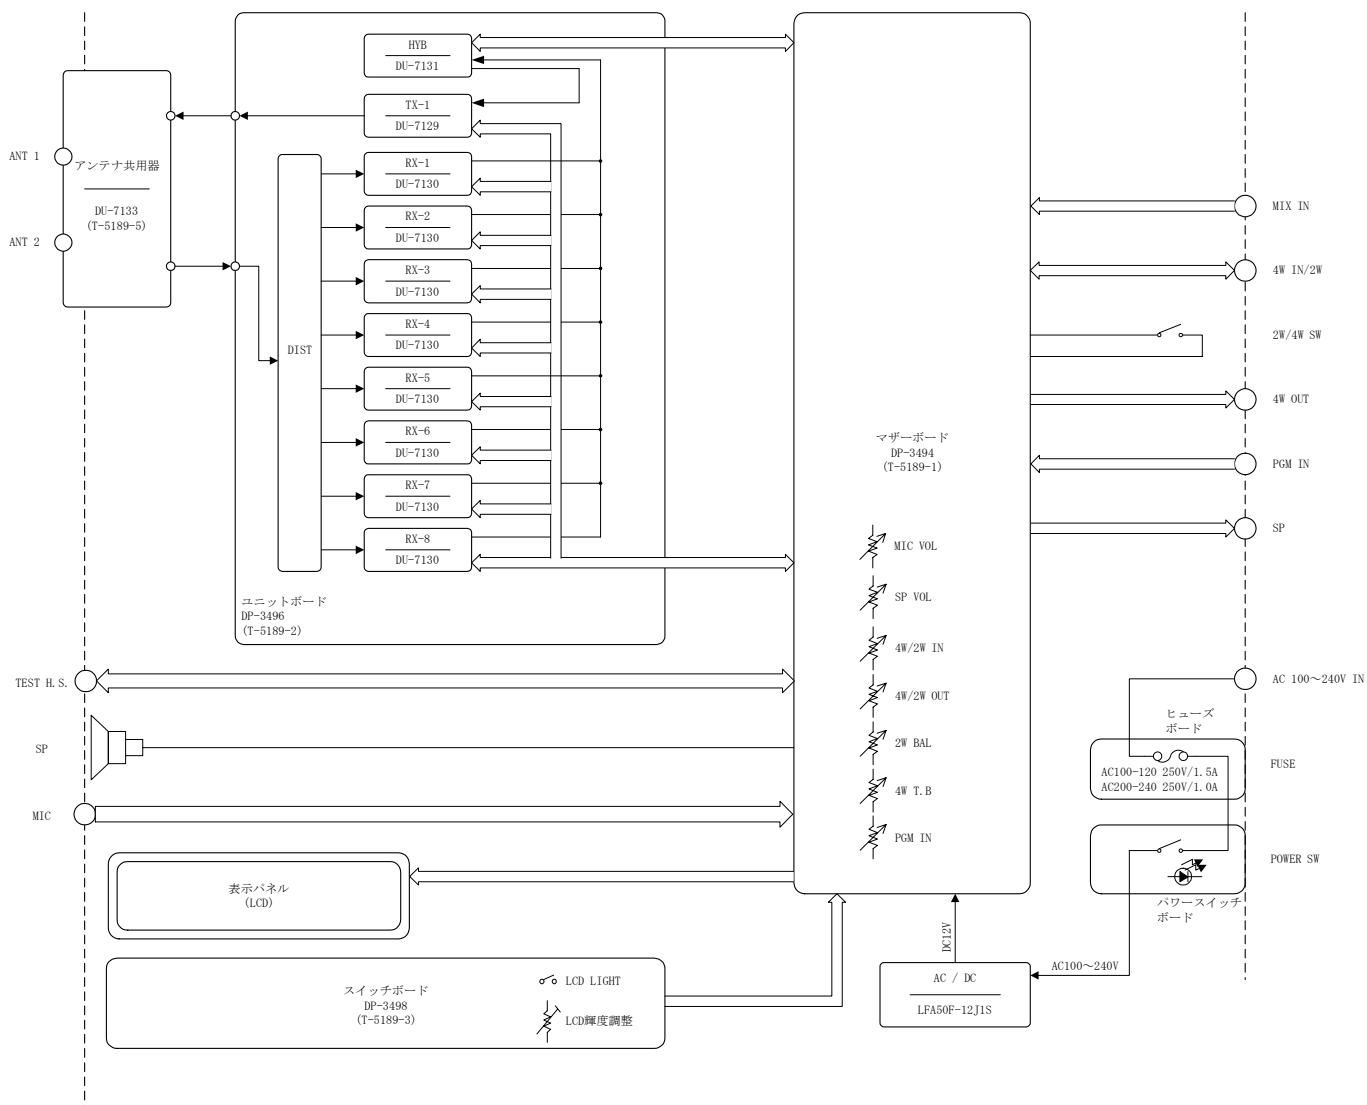 ANT 1
ANT 2
アンテナ共用器
DU-7133
(T-5189-5)
HYB
DU-7131
TX-1
DU-7129
RX-1
DU-7130
RX-2
DU-7130
RX-3
DU-7130
RX-4
DU-7130
RX-5
DU-7130
RX-6
DU-7130
RX-7
DU-7130
RX-8
DU-7130
DIST
ユニットボード
DP-3496
(T-5189-2)
マザーボード
DP-3494
(T-5189-1)
MIC VOL
SP VOL
4W/2W IN
4W/2W OUT
2W BAL
4W T.B
PGM IN
MIX IN
4W IN/2W
2W/4W SW
4W OUT
PGM IN
SP
AC 100～240V IN
ヒューズ
ボード
AC100-120 250V/1.5A
AC200-240 250V/1.0A
FUSE
POWER SW
パワースイッチ
ボード
TEST H.S.
SP
MIC
表示パネル
(LCD)
スイッチボード
DP-3498
(T-5189-3)
LCD LIGHT
LCD輝度調整
DC12V
AC100～240V
AC / DC
LFA50F-12J1S